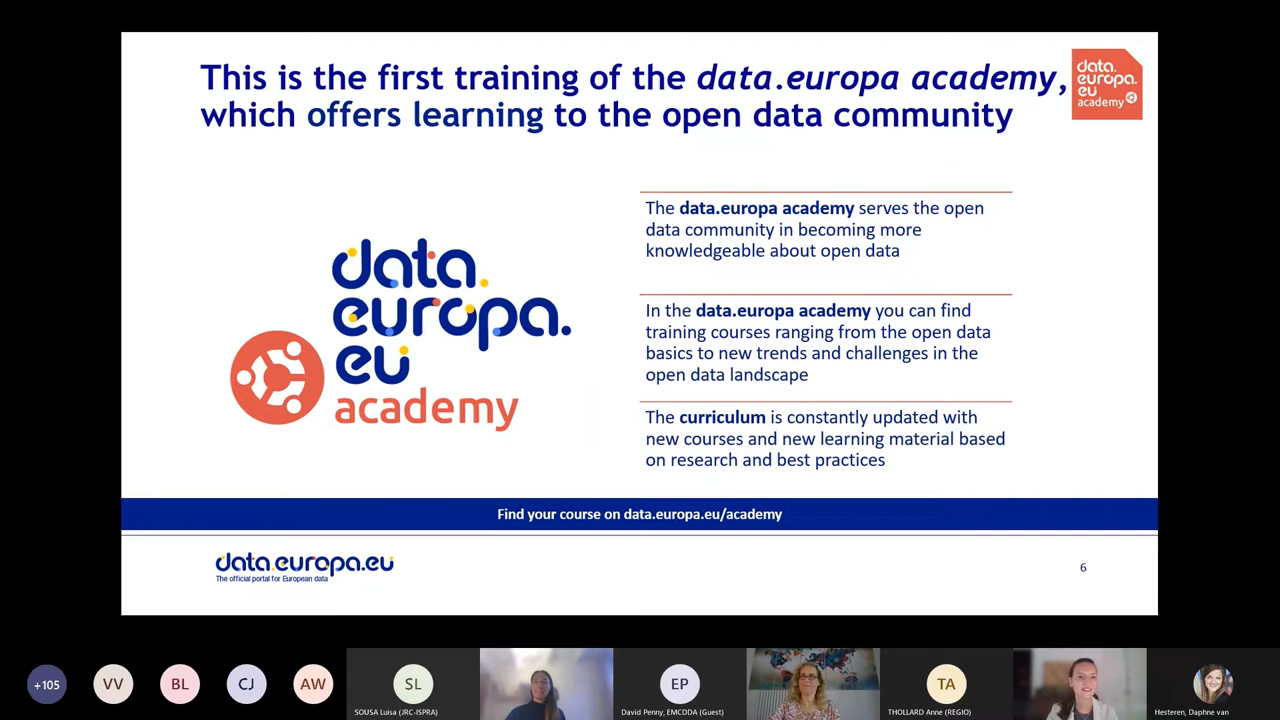 This is the first training of the data.europa academy,
which offers learning to the open data community
data.
europa.
eu
academy
The data.europa academy serves the open
data community in becoming more
knowledgeable about open data
data.
europa.
eu
academy
In the data.europa academy you can find
training courses ranging from the open data
basics to new trends and challenges in the
open data landscape
The curriculum is constantly updated with
new courses and new learning material based
on research and best practices
Find your course on data.europa.eu/academy
data.europa.eu
The official portal for European data
6
+105
VV
BL
CJ
AW
SL
SOUSA Luisa (JRC-ISPRA)
EP
David Penny, EMCDDA (Guest)
TA
THOLLARD Anne (REGIO)
Hesteren, Daphne van